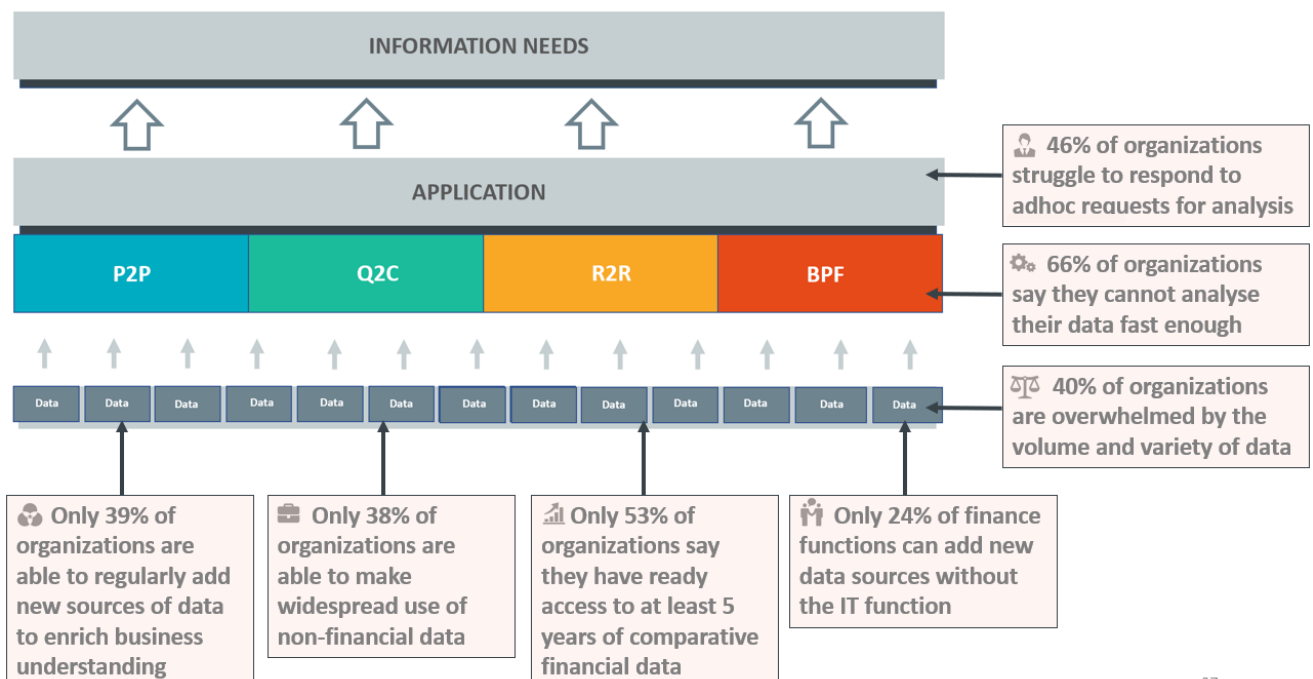 INFORMATION NEEDS
APPLICATION
46% of organizations
struggle to respond to
adhoc requests for analysis
P2P
Q2C
R2R
BPF
66% of organizations
say they cannot analyse
their data fast enough
Data
Data
Data
Data
Data
Data
Data
Data
Data
Data
Data
Data
Data
40% of organizations
are overwhelmed by the
volume and variety of data
Only 39% of
organizations are
able to regularly add
new sources of data
to enrich business
understanding
Only 38% of
organizations are
able to make
widespread use of
non-financial data
Only 53% of
organizations say
they have ready
access to at least 5
years of comparative
financial data
Only 24% of finance
functions can add new
data sources without
the IT function